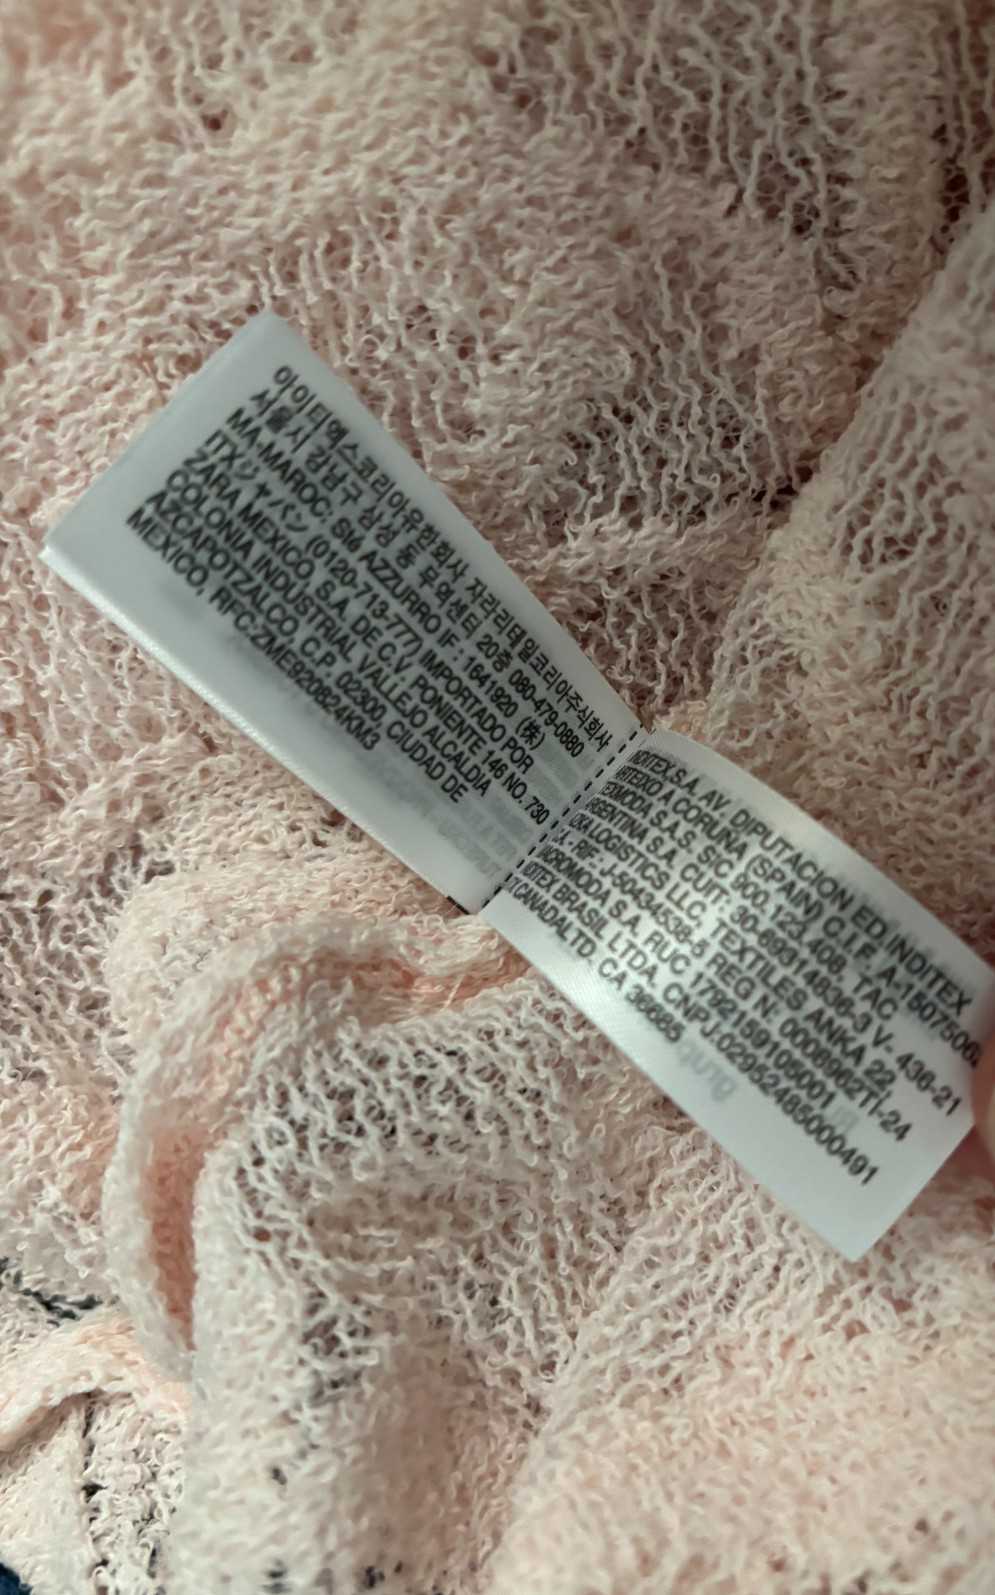 아이티엑스코리아유한회사 자라리테일코리아주식회사
서울시 강남구 삼성동 무역센터 20층 080-479-0880
MA-MAROC: Sté AZZURRO IF : 1641920 (株)
ITXジャパン (0120-713-777) IMPORTADO POR
ZARA MEXICO, S.A. DE C.V. PONIENTE 146 NO. 730
COLONIA INDUSTRIAL VALLEJO ALCALDIA
AZCAPOTZALCO, C.P. 02300, CIUDAD DE
MEXICO, RFC:ZME920824KM3
INDITEX,S.A. AV. DIPUTACION ED INDITEX
ARTEIXO A CORUÑA (SPAIN) C.I.F. A-1507506
TEXMODA S.A.S. SIC 900.123.408, TAC
ARGENTINA S.A. CUIT: 30-69314836-3 V- 436-21
LOGISTICS LLC, TEXTILES ANKA 22,
RIF- J-50434538-5 REG N: 00089962TI-24
S.A. RUC 1792159105001
INDITEX BRASIL LTDA. CNPJ-02952485000491
CANADA LTD. CA 36685